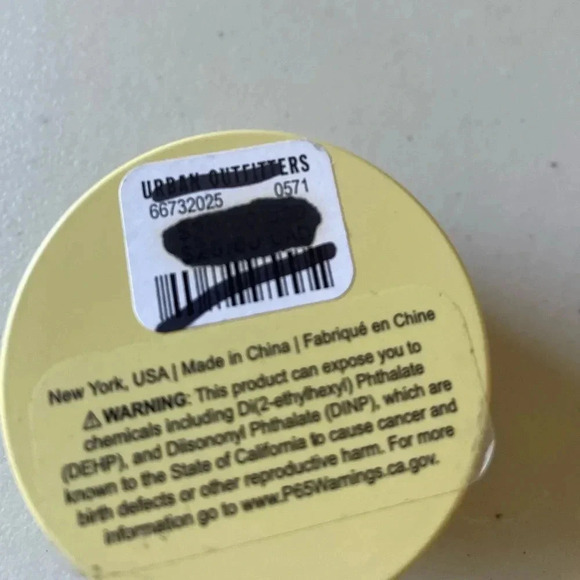 URBAN OUTFITTERS
66732025 0571
New York, USA | Made in China | Fabriqué en Chine
⚠ WARNING: This product can expose you to
chemicals including Di(2-ethylhexyl) Phthalate
(DEHP), and Diisononyl Phthalate (DINP), which are
known to the State of California to cause cancer and
birth defects or other reproductive harm. For more
information go to www.P65Warnings.ca.gov.